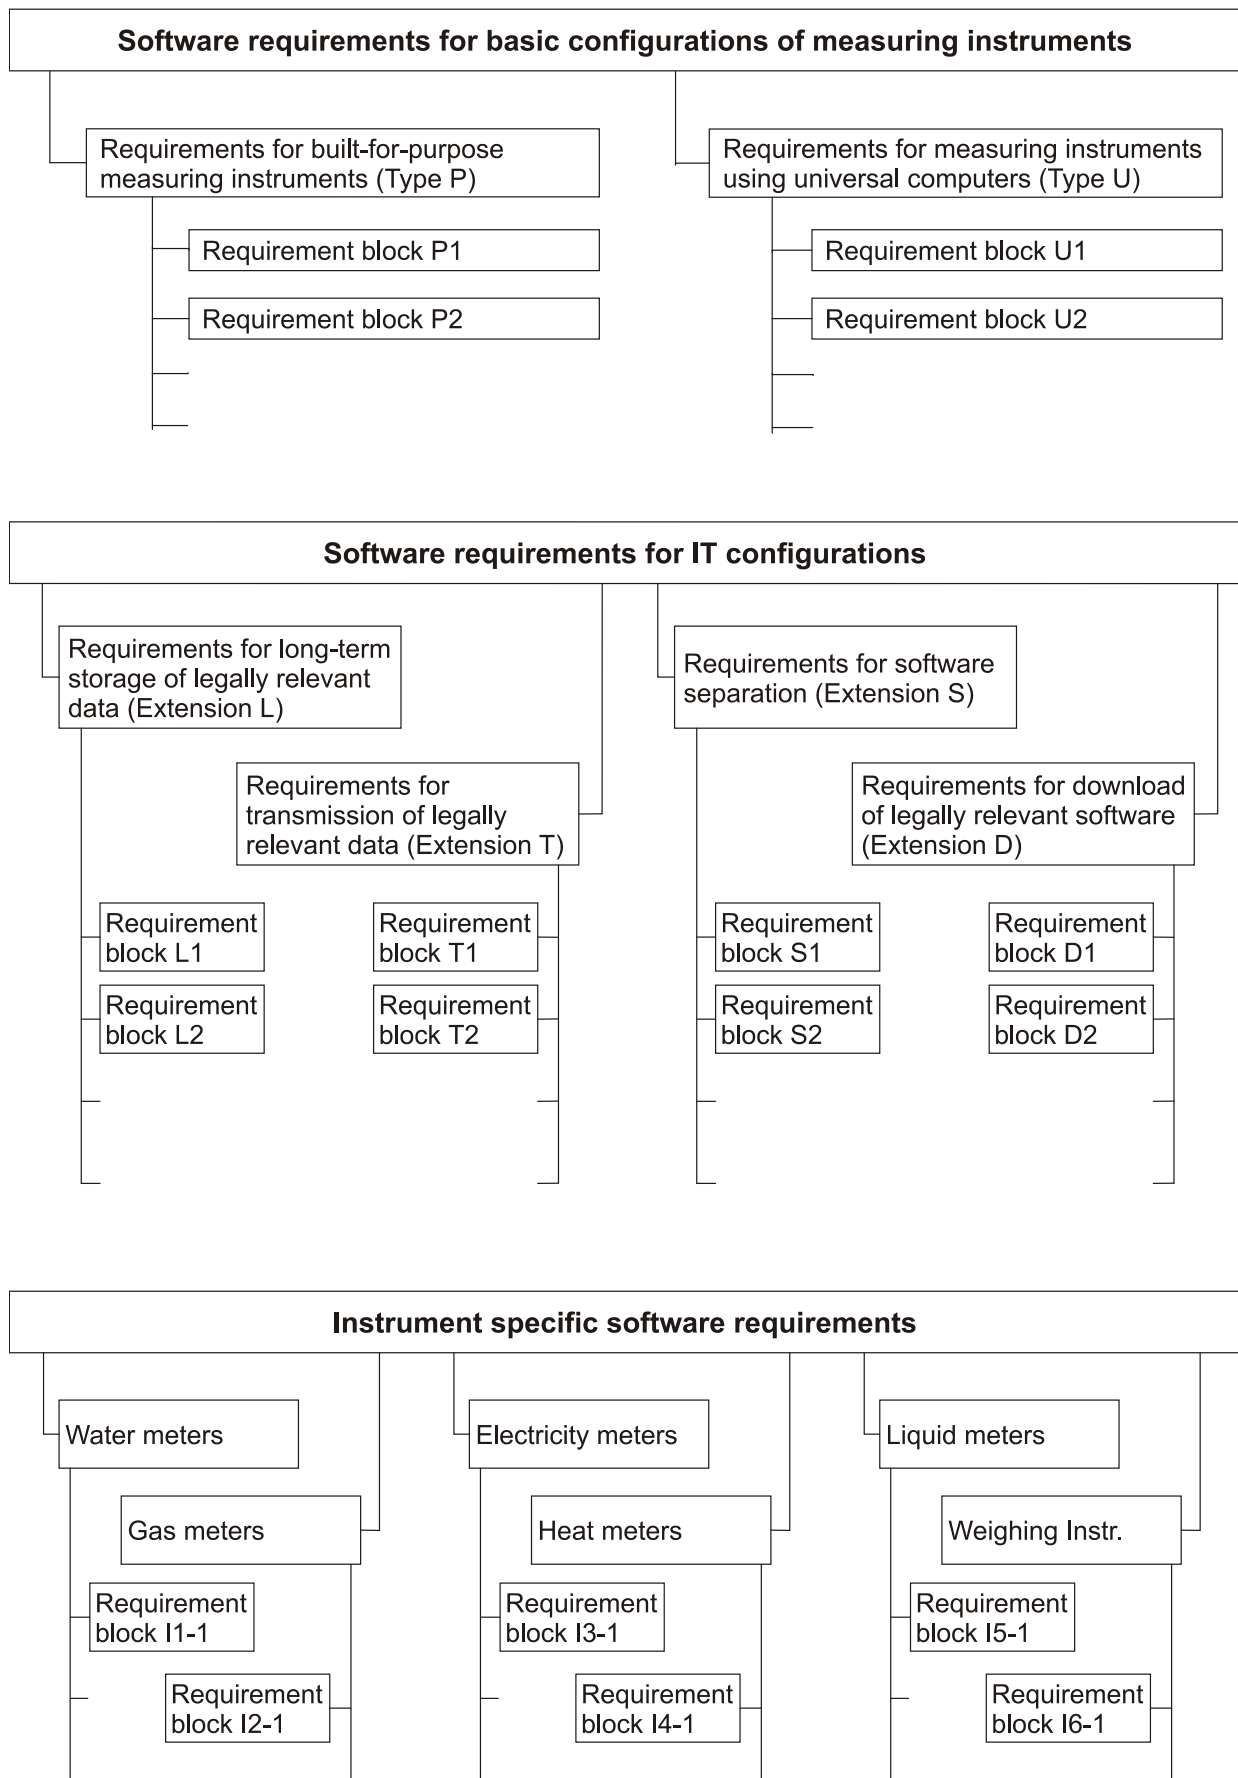 Software requirements for basic configurations of measuring instruments
Requirements for built-for-purpose
measuring instruments (Type P)
Requirement block P1
Requirement block P2
Requirements for measuring instruments
using universal computers (Type U)
Requirement block U1
Requirement block U2
Software requirements for IT configurations
Requirements for long-term
storage of legally relevant
data (Extension L)
Requirements for
transmission of legally
relevant data (Extension T)
Requirement
block L1
Requirement
block L2
Requirement
block T1
Requirement
block T2
Requirements for software
separation (Extension S)
Requirements for download
of legally relevant software
(Extension D)
Requirement
block S1
Requirement
block S2
Requirement
block D1
Requirement
block D2
Instrument specific software requirements
Water meters
Gas meters
Requirement
block I1-1
Requirement
block I2-1
Electricity meters
Heat meters
Requirement
block I3-1
Requirement
block I4-1
Liquid meters
Weighing Instr.
Requirement
block I5-1
Requirement
block I6-1